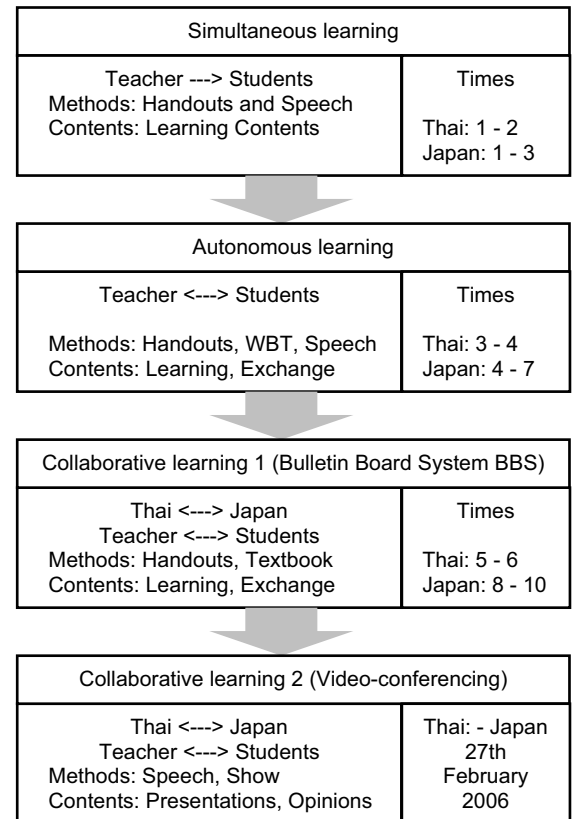 Simultaneous learning
Teacher ---> Students
Methods: Handouts and Speech
Contents: Learning Contents
Times
Thai: 1 - 2
Japan: 1 - 3
Autonomous learning
Teacher <---> Students
Methods: Handouts, WBT, Speech
Contents: Learning, Exchange
Times
Thai: 3 - 4
Japan: 4 - 7
Collaborative learning 1 (Bulletin Board System BBS)
Thai <---> Japan
Teacher <---> Students
Methods: Handouts, Textbook
Contents: Learning, Exchange
Times
Thai: 5 - 6
Japan: 8 - 10
Collaborative learning 2 (Video-conferencing)
Thai <---> Japan
Teacher <---> Students
Methods: Speech, Show
Contents: Presentations, Opinions
Thai: - Japan
27th
February
2006